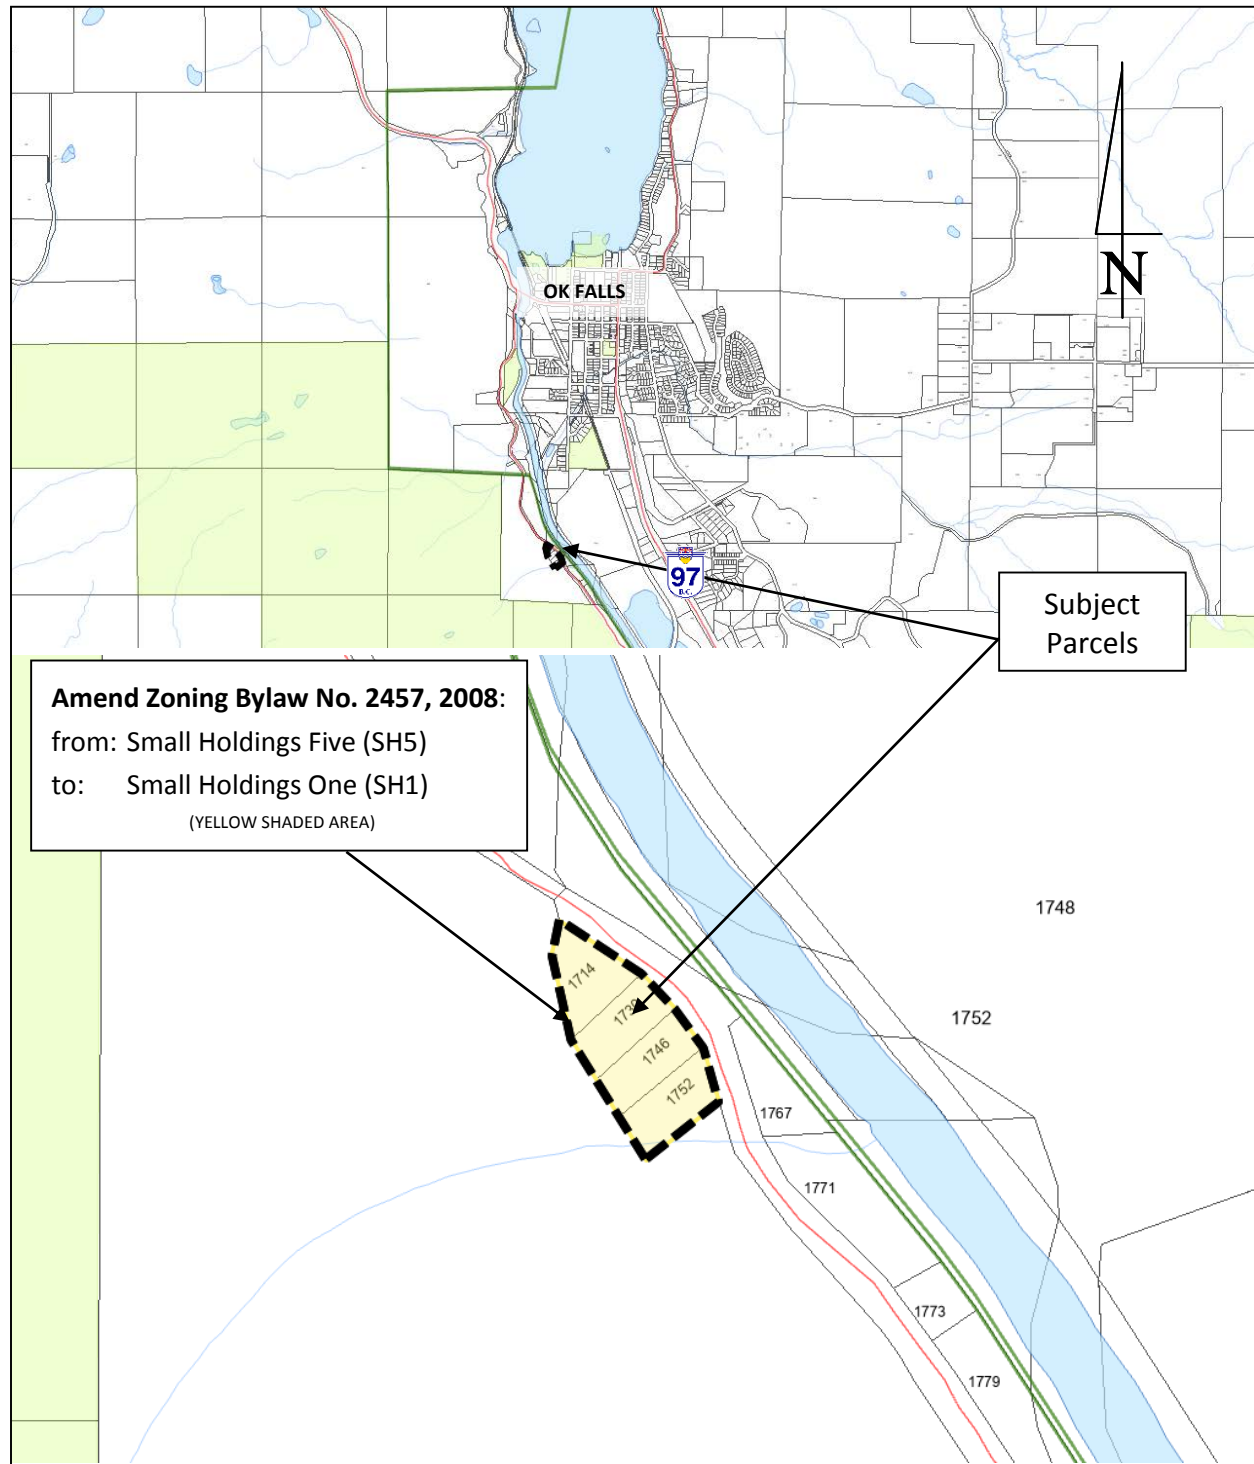 OK FALLS
N
97
B.C.
Subject
Parcels
Amend Zoning Bylaw No. 2457, 2008:
from: Small Holdings Five (SH5)
to: Small Holdings One (SH1)
(YELLOW SHADED AREA)
1748
1714
1752
1746
1752
1767
1771
1773
1779